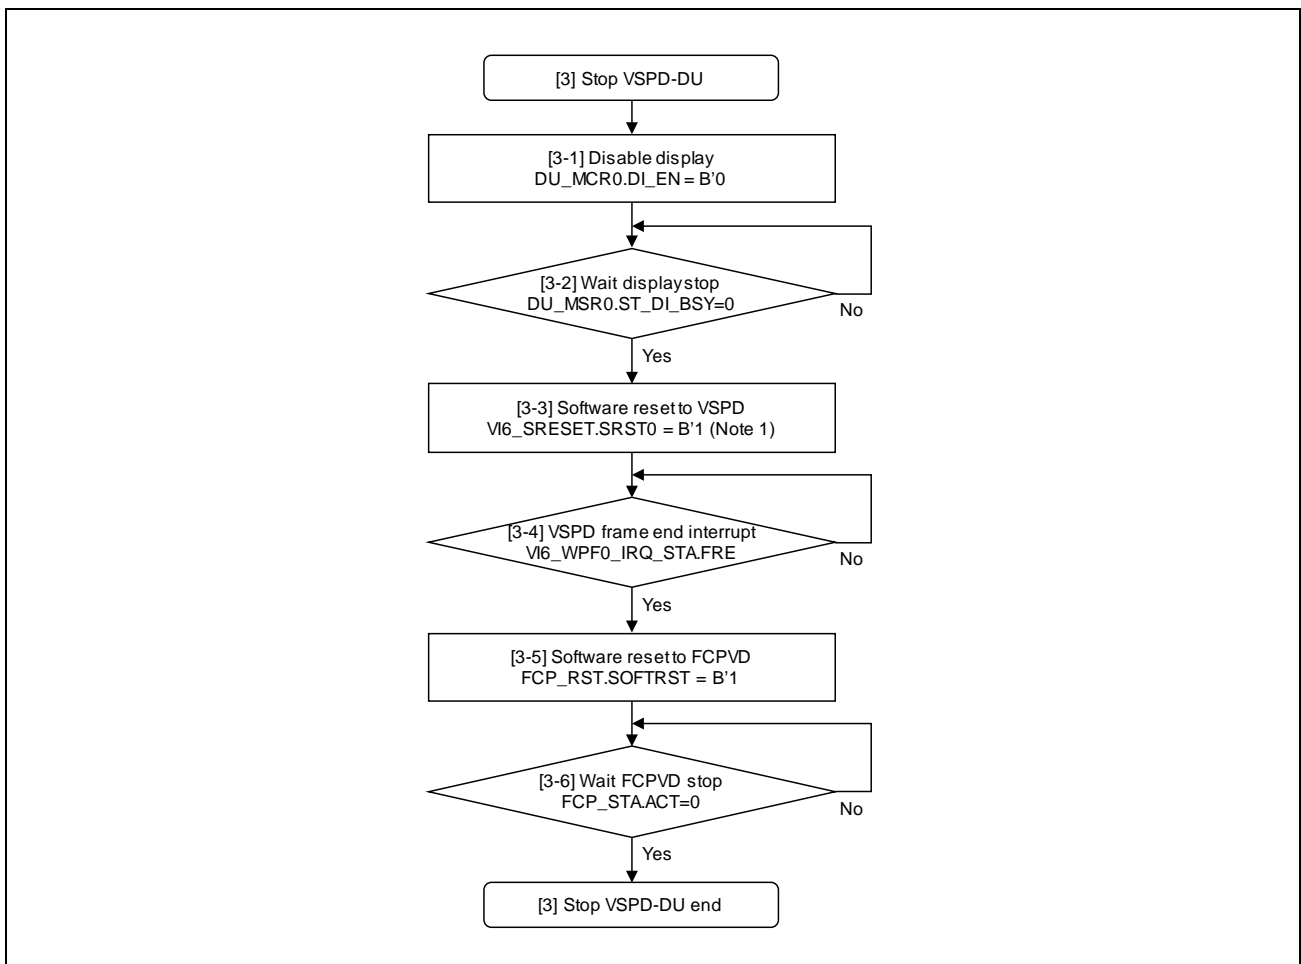 [3] Stop VSPD-DU
[3-1] Disable display
DU_MCR0.DI_EN = B'0
[3-2] Wait display stop
DU_MSR0.ST_DI_BSY=0
No
Yes
[3-3] Software reset to VSPD
VI6_SRESET.SRST0 = B'1 (Note 1)
[3-4] VSPD frame end interrupt
VI6_WPF0_IRQ_STA.FRE
No
Yes
[3-5] Software reset to FCPVD
FCP_RST.SOFTRST = B'1
[3-6] Wait FCPVD stop
FCP_STA.ACT=0
No
Yes
[3] Stop VSPD-DU end